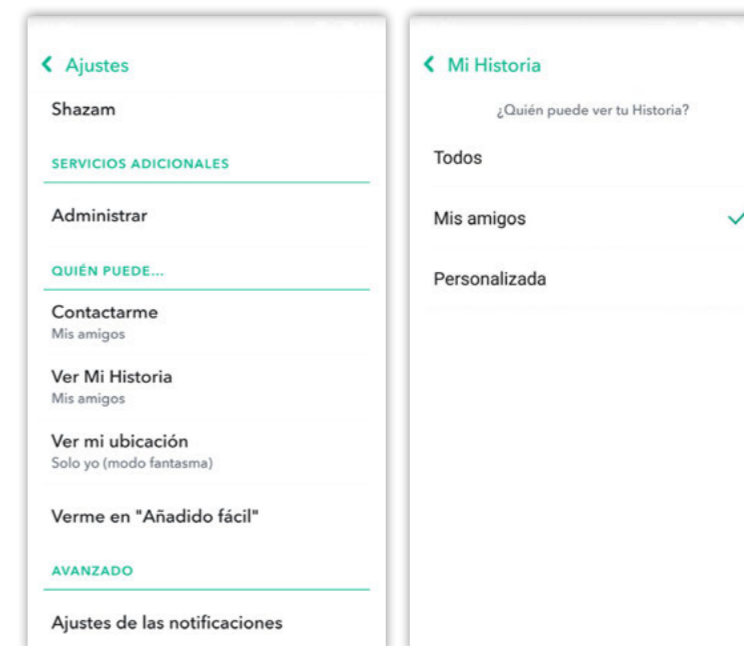 Ajustes
Shazam
SERVICIOS ADICIONALES
Administrar
QUIÉN PUEDE...
Contactarme
Mis amigos
Ver Mi Historia
Mis amigos
Ver mi ubicación
Solo yo (modo fantasma)
Verme en "Añadido fácil"
AVANZADO
Ajustes de las notificaciones
Mi Historia
¿Quién puede ver tu Historia?
Todos
Mis amigos
Personalizada